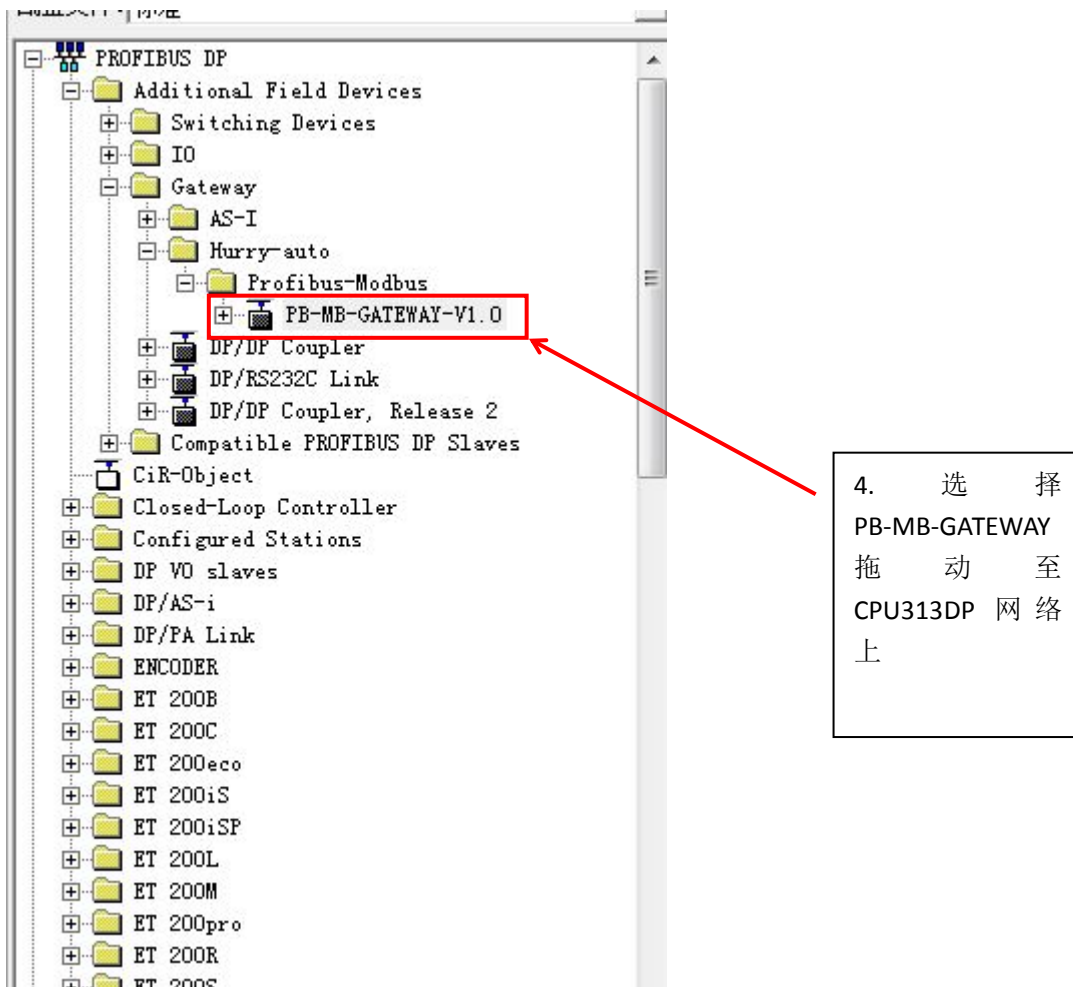 PROFIBUS DP
Additional Field Devices
Switching Devices
IO
Gateway
AS-I
Hurry-auto
Profibus-Modbus
PB-MB-GATEWAY-V1.0
DP/DP Coupler
DP/RS232C Link
DP/DP Coupler, Release 2
Compatible PROFIBUS DP Slaves
CiR-Object
Closed-Loop Controller
Configured Stations
DP V0 slaves
DP/AS-i
DP/PA Link
ENCODER
ET 200B
ET 200C
ET 200eco
ET 200iS
ET 200iSP
ET 200L
ET 200M
ET 200pro
ET 200R
ET 200S
4. 选择
PB-MB-GATEWAY
拖动至
CPU313DP 网络
上